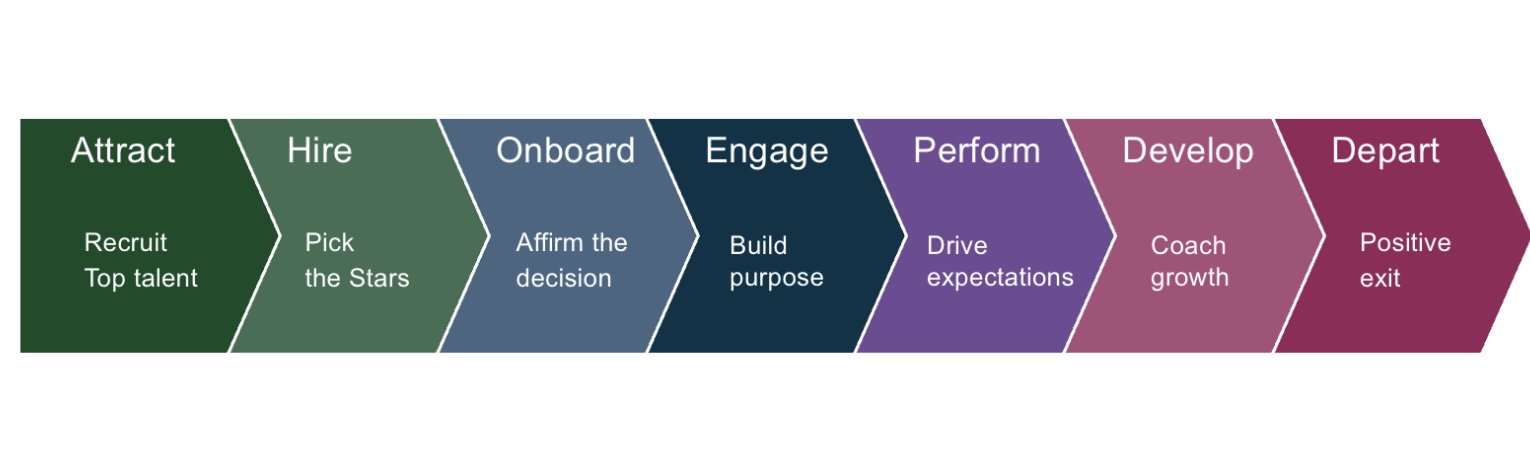 Attract
Recruit
Top talent
Hire
Pick
the Stars
Onboard
Affirm the
decision
Engage
Build
purpose
Perform
Drive
expectations
Develop
Coach
growth
Depart
Positive
exit